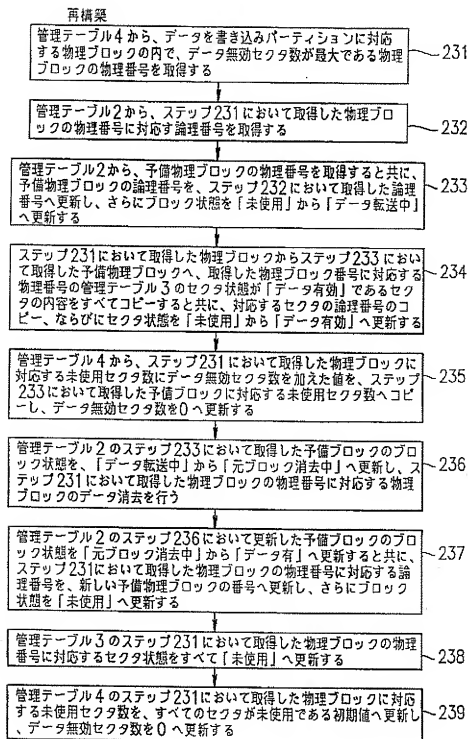 再構築
管理テーブル4から、データを書き込みパーティションに対応
する物理ブロックの内で、データ無効セクタ数が最大である物理
ブロックの物理番号を取得する
231
管理テーブル2から、ステップ231において取得した物理ブロ
ックの物理番号に対応す論理番号を取得する
232
管理テーブル2から、予備物理ブロックの物理番号を取得すると共に、
予備物理ブロックの論理番号を、ステップ232において取得した論理
番号へ更新し、さらにブロック状態を「未使用」から「データ転送中」
へ更新する
233
ステップ231において取得した物理ブロックからステップ233におい
て取得した予備物理ブロックへ、取得した物理ブロック番号に対応する
物理番号の管理テーブル3のセクタ状態が「データ有効」であるセク
タの内容をすべてコピーすると共に、対応するセクタの論理番号のコ
ピー、ならびにセクタ状態を「未使用」から「データ有効」へ更新する
234
管理テーブル4から、ステップ231において取得した物理ブロックに
対応する未使用セクタ数にデータ無効セクタ数を加えた値を、ステップ
233において取得した予備ブロックに対応する未使用セクタ数へコピ
ーし、データ無効セクタ数を0へ更新する
235
管理テーブル2のステップ233において取得した予備ブロックのブロ
ック状態を、「データ転送中」から「元ブロック消去中」へ更新し、ス
テップ231において取得した物理ブロックの物理番号に対応する物理
ブロックのデータ消去を行う
236
管理テーブル2のステップ236において更新した予備ブロックのブ
ロック状態を「元ブロック消去中」から「データ有」へ更新すると共に、
ステップ231において取得した物理ブロックの物理番号に対応する論
理番号を、新しい予備物理ブロックの番号へ更新し、さらにブロック
状態を「未使用」へ更新する
237
管理テーブル3のステップ231において取得した物理ブロックの物理
番号に対応するセクタ状態をすべて「未使用」へ更新する
238
管理テーブル4のステップ231において取得した物理ブロックに対応
する未使用セクタ数を、すべてのセクタが未使用である初期値へ更新し
、データ無効セクタ数を0へ更新する
239